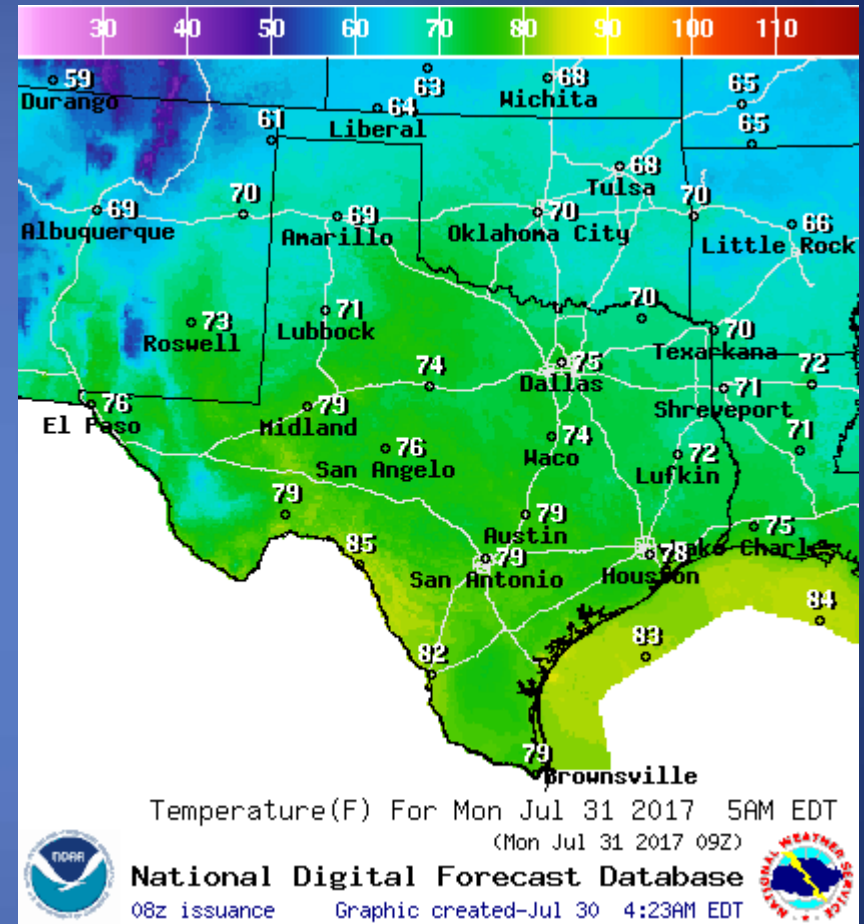 30 40 50 60 70 80 90 100 110
59
Durango
63
68
Wichita
64
Liberal
65
65
61
68
Tulsa
69
Albuquerque
70
69
Amarillo
70
Oklahoma City
70
66
Little Rock
73
Roswell
71
Lubbock
70
70
Texarkana
75
Dallas
74
72
71
Shreveport
76
El Paso
79
Midland
76
San Angelo
74
Waco
72
Lufkin
71
79
79
Austin
75
Lake Charles
85
79
San Antonio
78
Houston
84
83
82
79
Brownsville
Temperature(F) For Mon Jul 31 2017 5AM EDT
(Mon Jul 31 2017 09Z)
National Digital Forecast Database
08z issuance Graphic created-Jul 30 4:23AM EDT
NOAA
NATIONAL WEATHER SERVICE